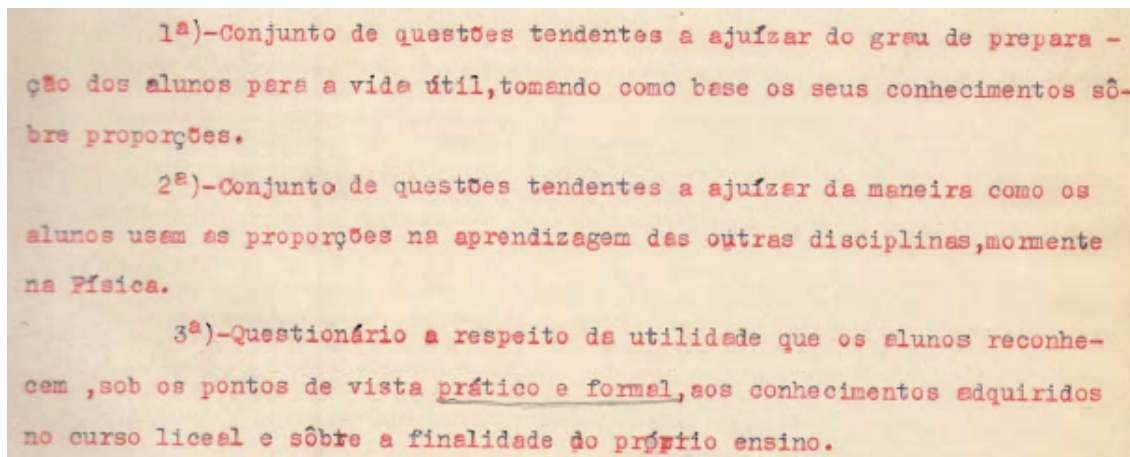 1ª)-Conjunto de questões tendentes a ajuízar do grau de prepara -
ção dos alunos para a vida útil,tomando como base os seus conhecimentos sô-
bre proporções.
2ª)-Conjunto de questões tendentes a ajuízar da maneira como os
alunos usam as proporções na aprendizagem das outras disciplinas,mormente
na Física.
3ª)-Questionário a respeito da utilidade que os alunos reconhe-
cem ,sob os pontos de vista prático e formal,aos conhecimentos adquiridos
no curso liceal e sôbre a finalidade do próprio ensino.